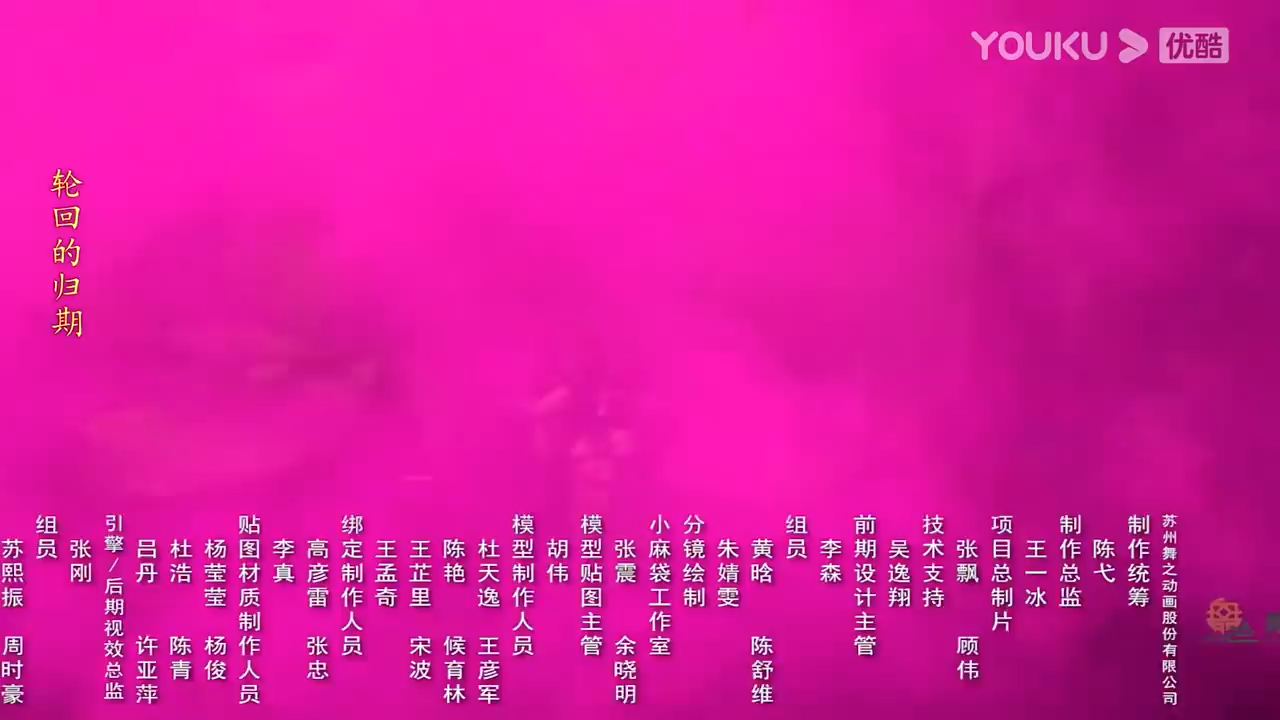 YOUKU 优酷
轮回的归期
苏州舞之动画股份有限公司
制作统筹
陈弋
制作总监
王一冰
项目总制片
张飘 顾伟
技术支持
吴逸翔
前期设计主管
李森
组员
黄晗 陈舒维
朱婧雯
分镜绘制
小麻袋工作室
张震 余晓明
模型贴图主管
胡伟
模型制作人员
杜天逸 王彦军
陈艳 候育林
王芷里 宋波
王孟奇
绑定制作人员
高彦雷 张忠
李真
贴图材质制作人员
杨莹莹 杨俊
杜浩 陈青
吕丹 许亚萍
引擎/后期视效总监
张刚
组员
苏熙振 周时豪